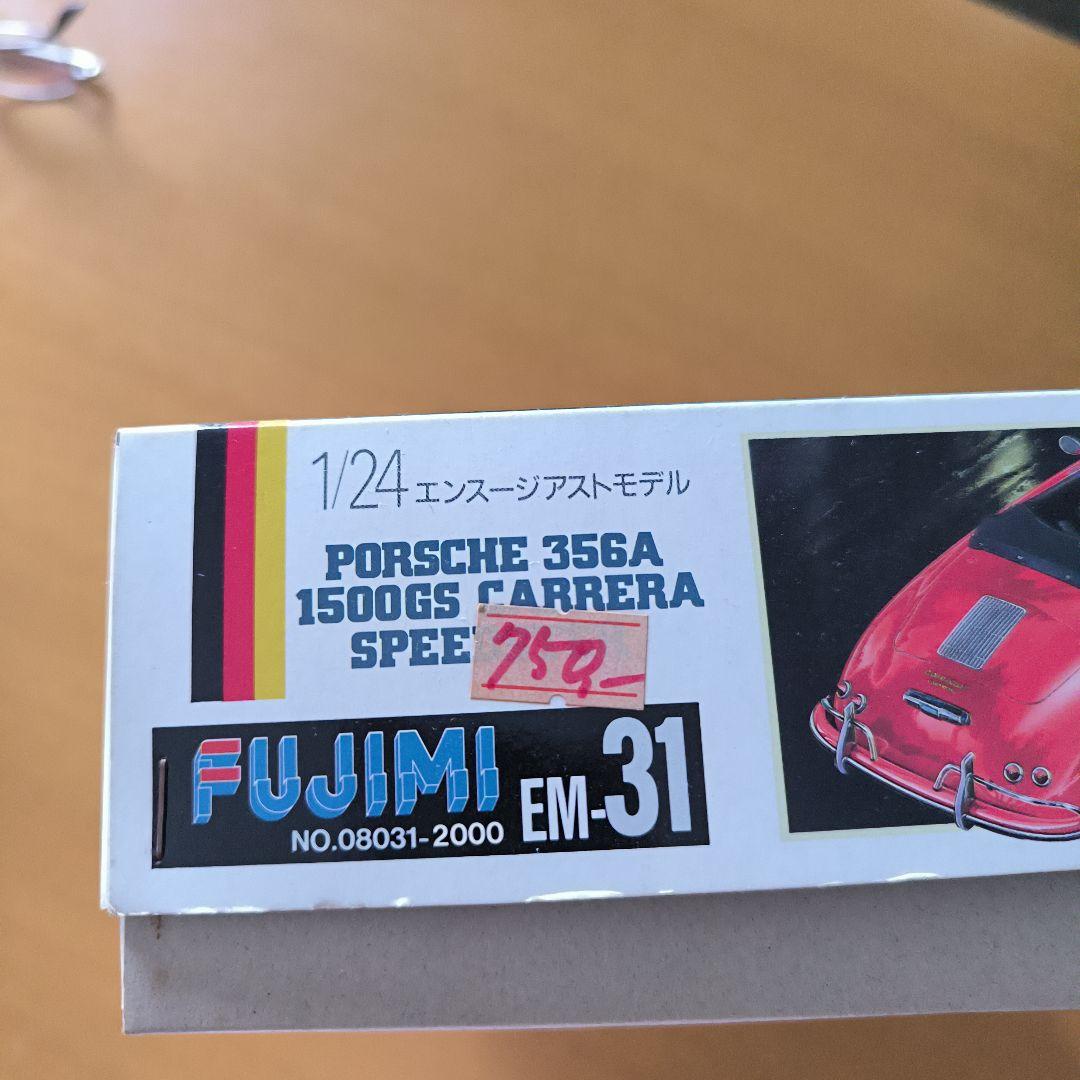 1/24 エンスージアストモデル
PORSCHE 356A
1500GS CARRERA
SPEE
750,-
FUJIMI
NO.08031-2000
EM-31